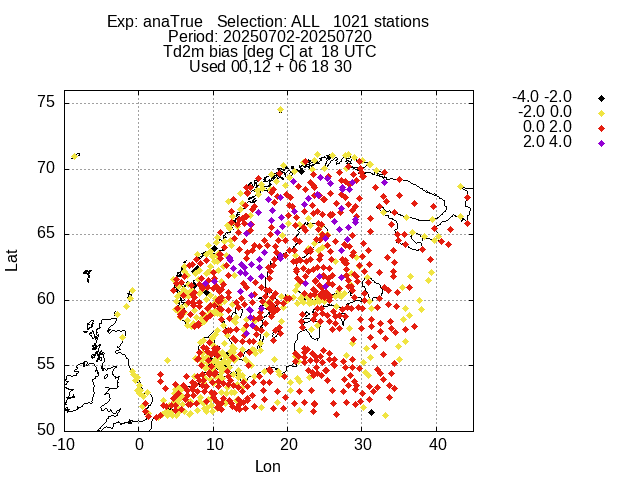 Exp: anaTrue   Selection: ALL   1021 stations
Period: 20250702-20250720
Td2m bias [deg C] at  18 UTC
Used 00,12 + 06 18 30
-4.0 -2.0
-2.0 0.0
0.0 2.0
2.0 4.0
75
70
65
60
55
50
Lat
-10
0
10
20
30
40
Lon